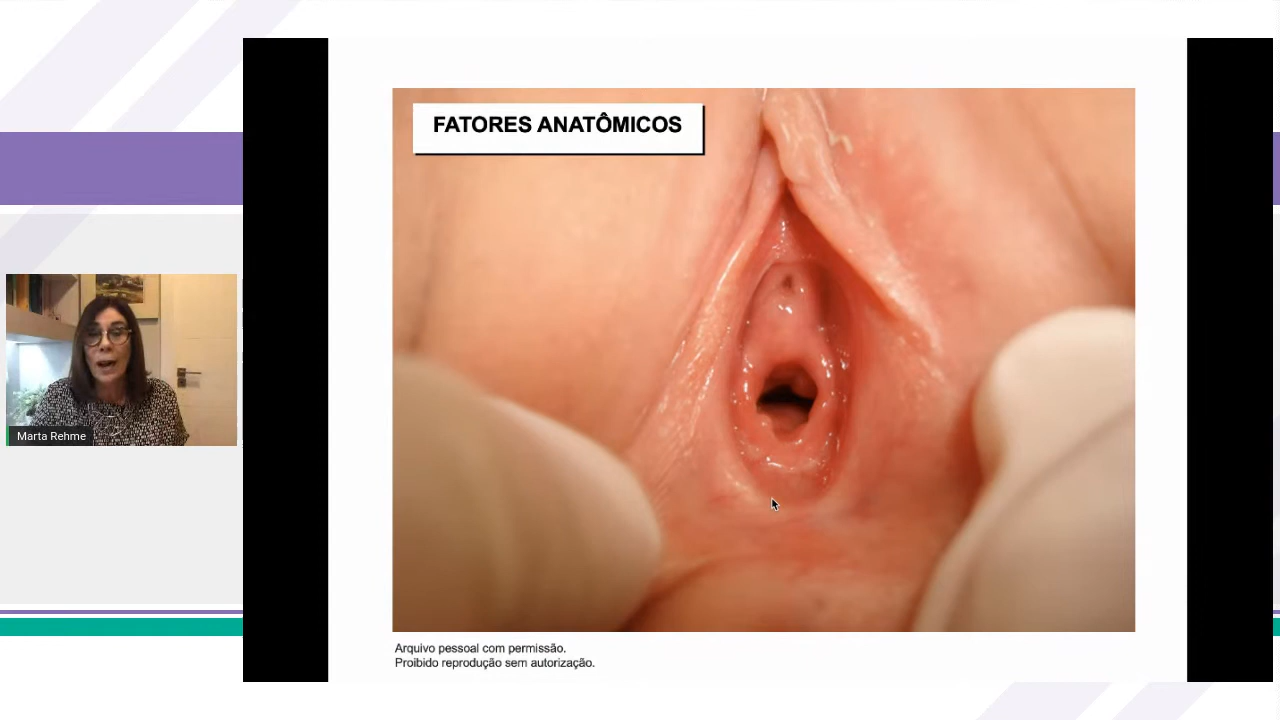 FATORES ANATÔMICOS
Marta Rehme
Arquivo pessoal com permissão.
Proibido reprodução sem autorização.